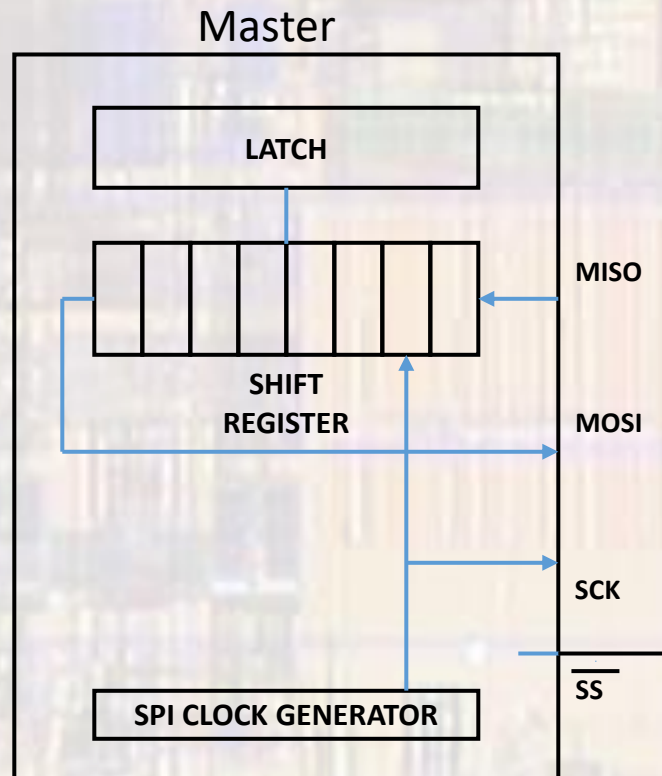 Master
LATCH
MISO
SHIFT
REGISTER
MOSI
SCK
SS
SPI CLOCK GENERATOR